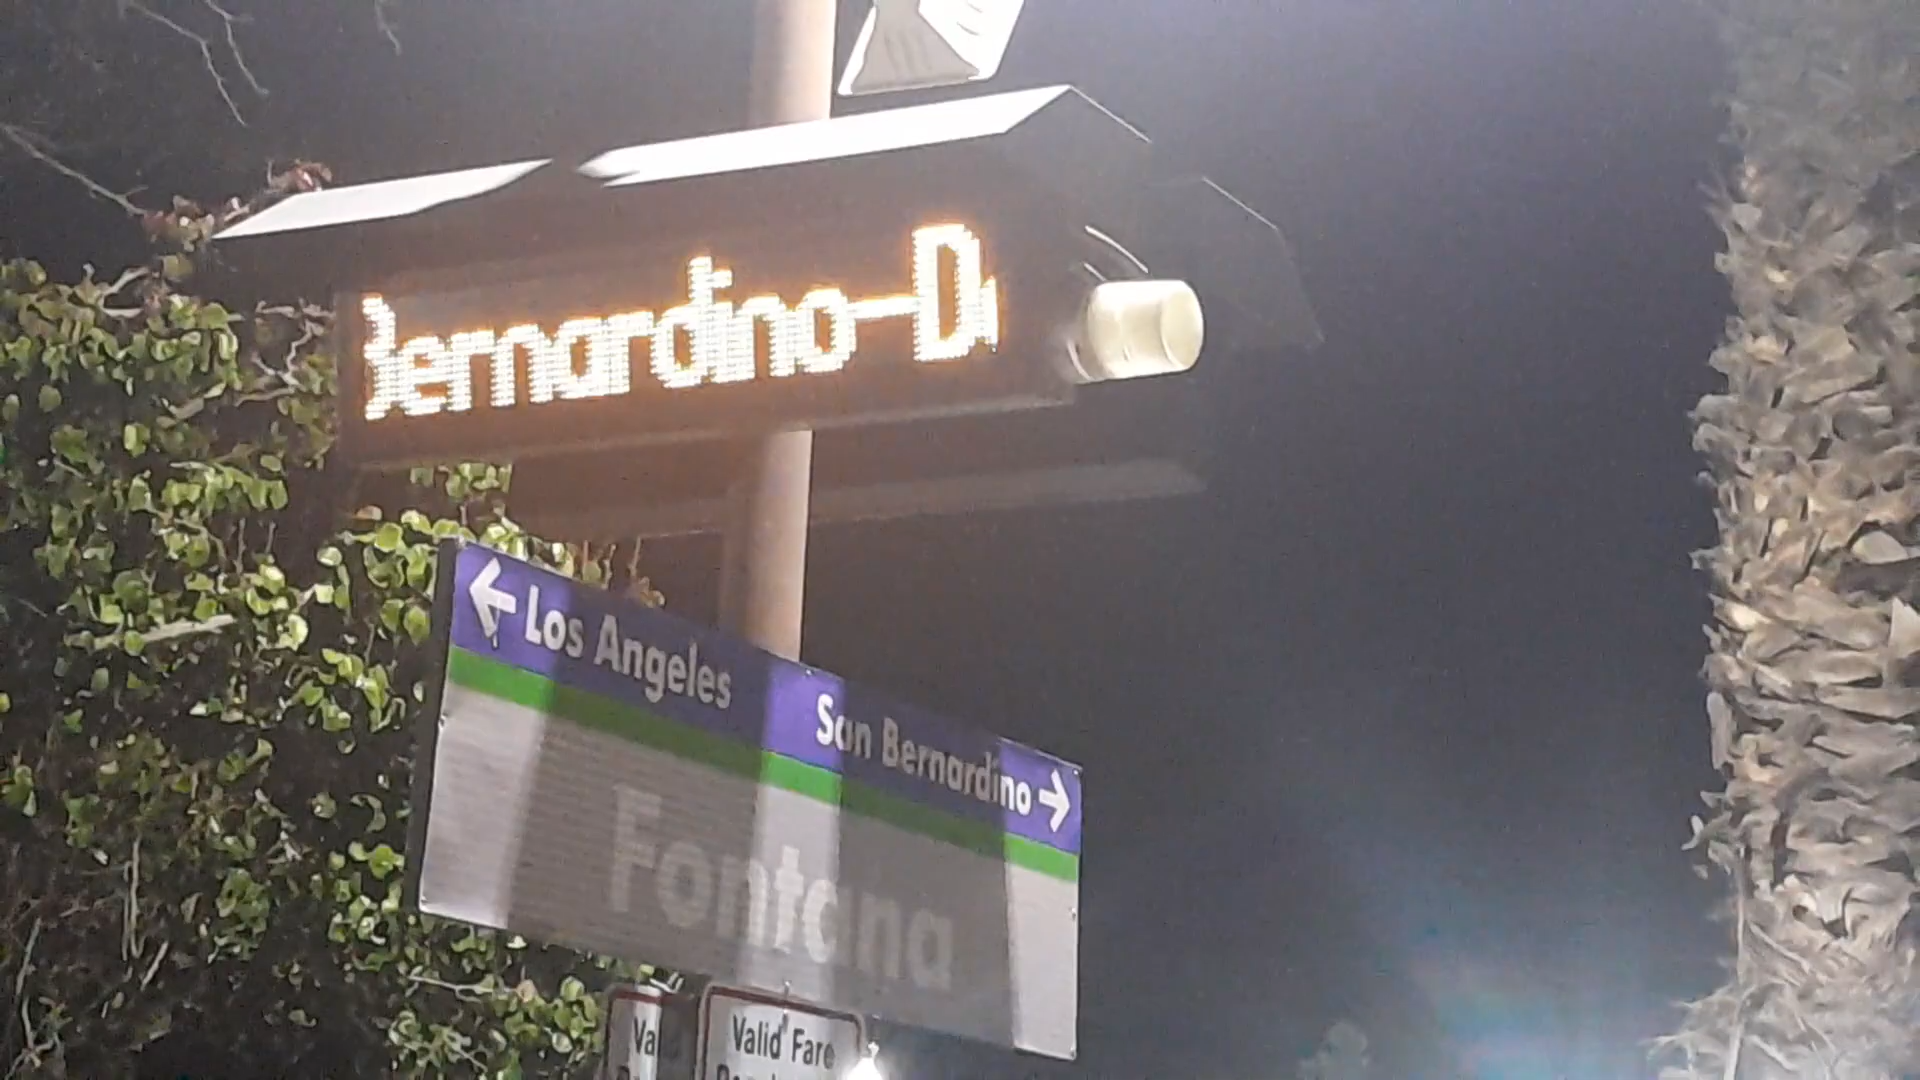 Bernardino-D
Los Angeles
San Bernardino
Fontana
Valid Fare